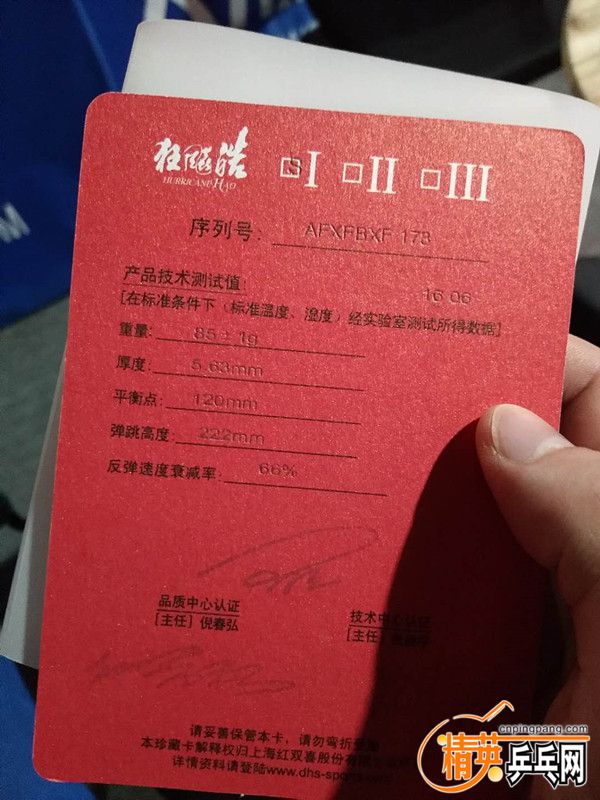 狂飚皓
HURRICANE HAO
I II III
序列号: AFXFBXF 173
产品技术测试值: 16 06
[在标准条件下(标准温度、湿度)经实验室测试所得数据]
重量: 85±1g
厚度: 5.63mm
平衡点: 120mm
弹跳高度: 222mm
反弹速度衰减率: 66%
品质中心认证
[主任] 倪春弘
技术中心认证
[主任]
请妥善保管本卡,请勿弯折
本珍藏卡解释权归上海红双喜股份有限
详情资料请登陆www.dhs-sports.com
cnpingpang.com
精英乒乓网